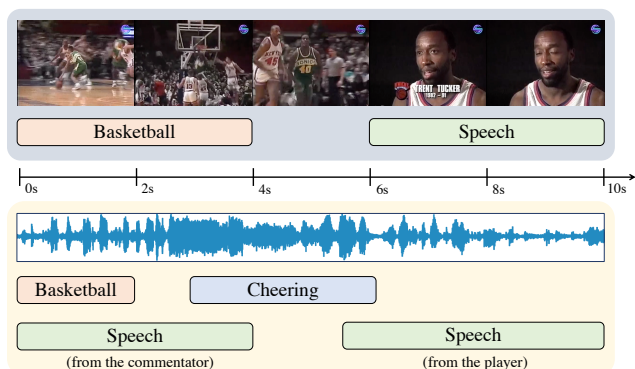 TRENT TUCKER
Basketball
Speech
0s
2s
4s
6s
8s
10s
Basketball
Cheering
Speech
Speech
(from the commentator)
(from the player)